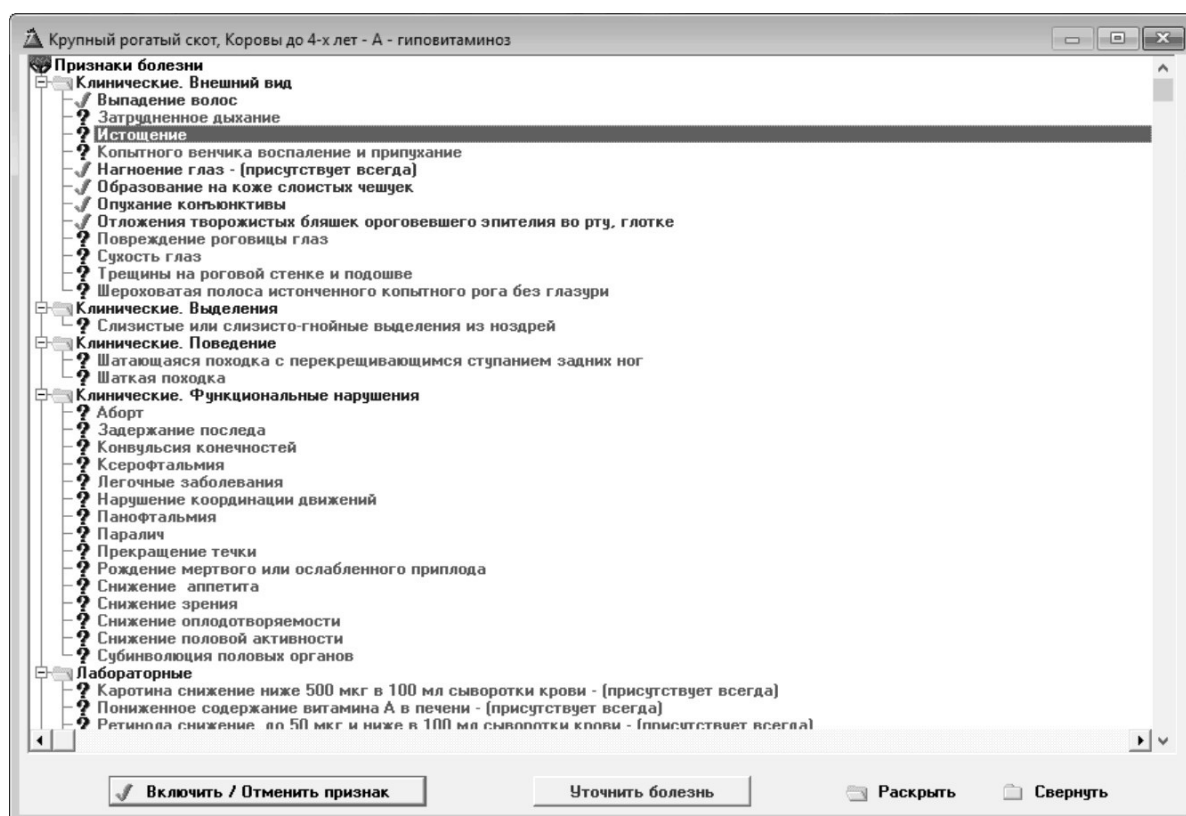 Крупный рогатый скот, Коровы до 4-х лет - А - гиповитаминоз
Признаки болезни
Клинические. Внешний вид
Выпадение волос
? Затрудненное дыхание
? Истощение
? Копытного венчика воспаление и припухание
Нагноение глаз - (присутствует всегда)
Образование на коже слоистых чешуек
Опухание конъюнктивы
Отложения творожистых бляшек ороговевшего эпителия во рту, глотке
? Повреждение роговицы глаз
? Сухость глаз
? Трещины на роговой стенке и подошве
? Шероховатая полоса истонченного копытного рога без глазури
Клинические. Выделения
? Слизистые или слизисто-гнойные выделения из ноздрей
Клинические. Поведение
? Шатающаяся походка с перекрещивающимся ступанием задних ног
? Шаткая походка
Клинические. Функциональные нарушения
? Аборт
? Задержание последа
? Конвульсия конечностей
? Ксерофтальмия
? Легочные заболевания
? Нарушение координации движений
? Панофтальмия
? Паралич
? Прекращение течки
? Рождение мертвого или ослабленного приплода
? Снижение аппетита
? Снижение зрения
? Снижение оплодотворяемости
? Снижение половой активности
? Субинволюция половых органов
Лабораторные
? Каротина снижение ниже 500 мкг в 100 мл сыворотки крови - (присутствует всегда)
? Пониженное содержание витамина А в печени - (присутствует всегда)
? Ретинола снижение до 50 мкг и ниже в 100 мл сыворотки крови - (присутствует всегда)
Включить / Отменить признак Уточнить болезнь Раскрыть Свернуть